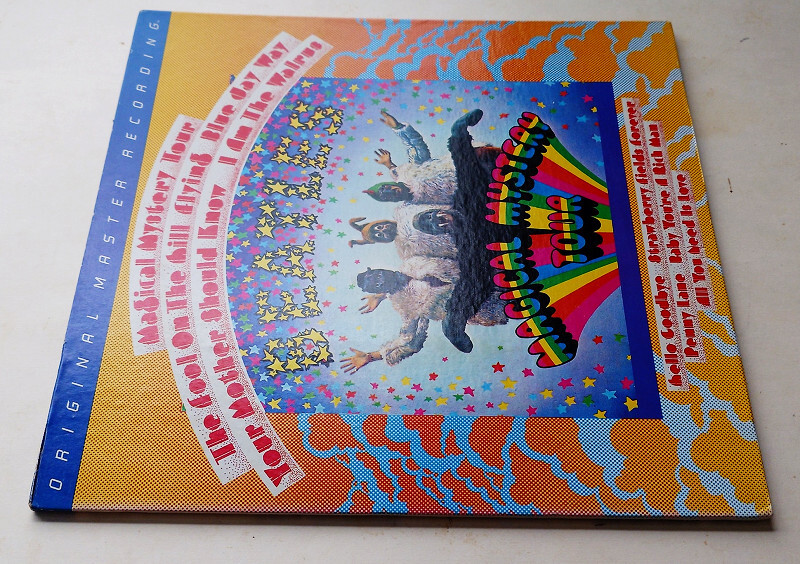 ORIGINAL MASTER RECORDING
Magical Mystery Tour
The Fool On The Hill Flying Blue Jay Way
Your Mother Should Know I Am The Walrus
BEATLES
MAGICAL MYSTERY
TOUR
Hello Goodbye Strawberry Fields Forever
Penny Lane Baby You're A Rich Man
All You Need Is Love